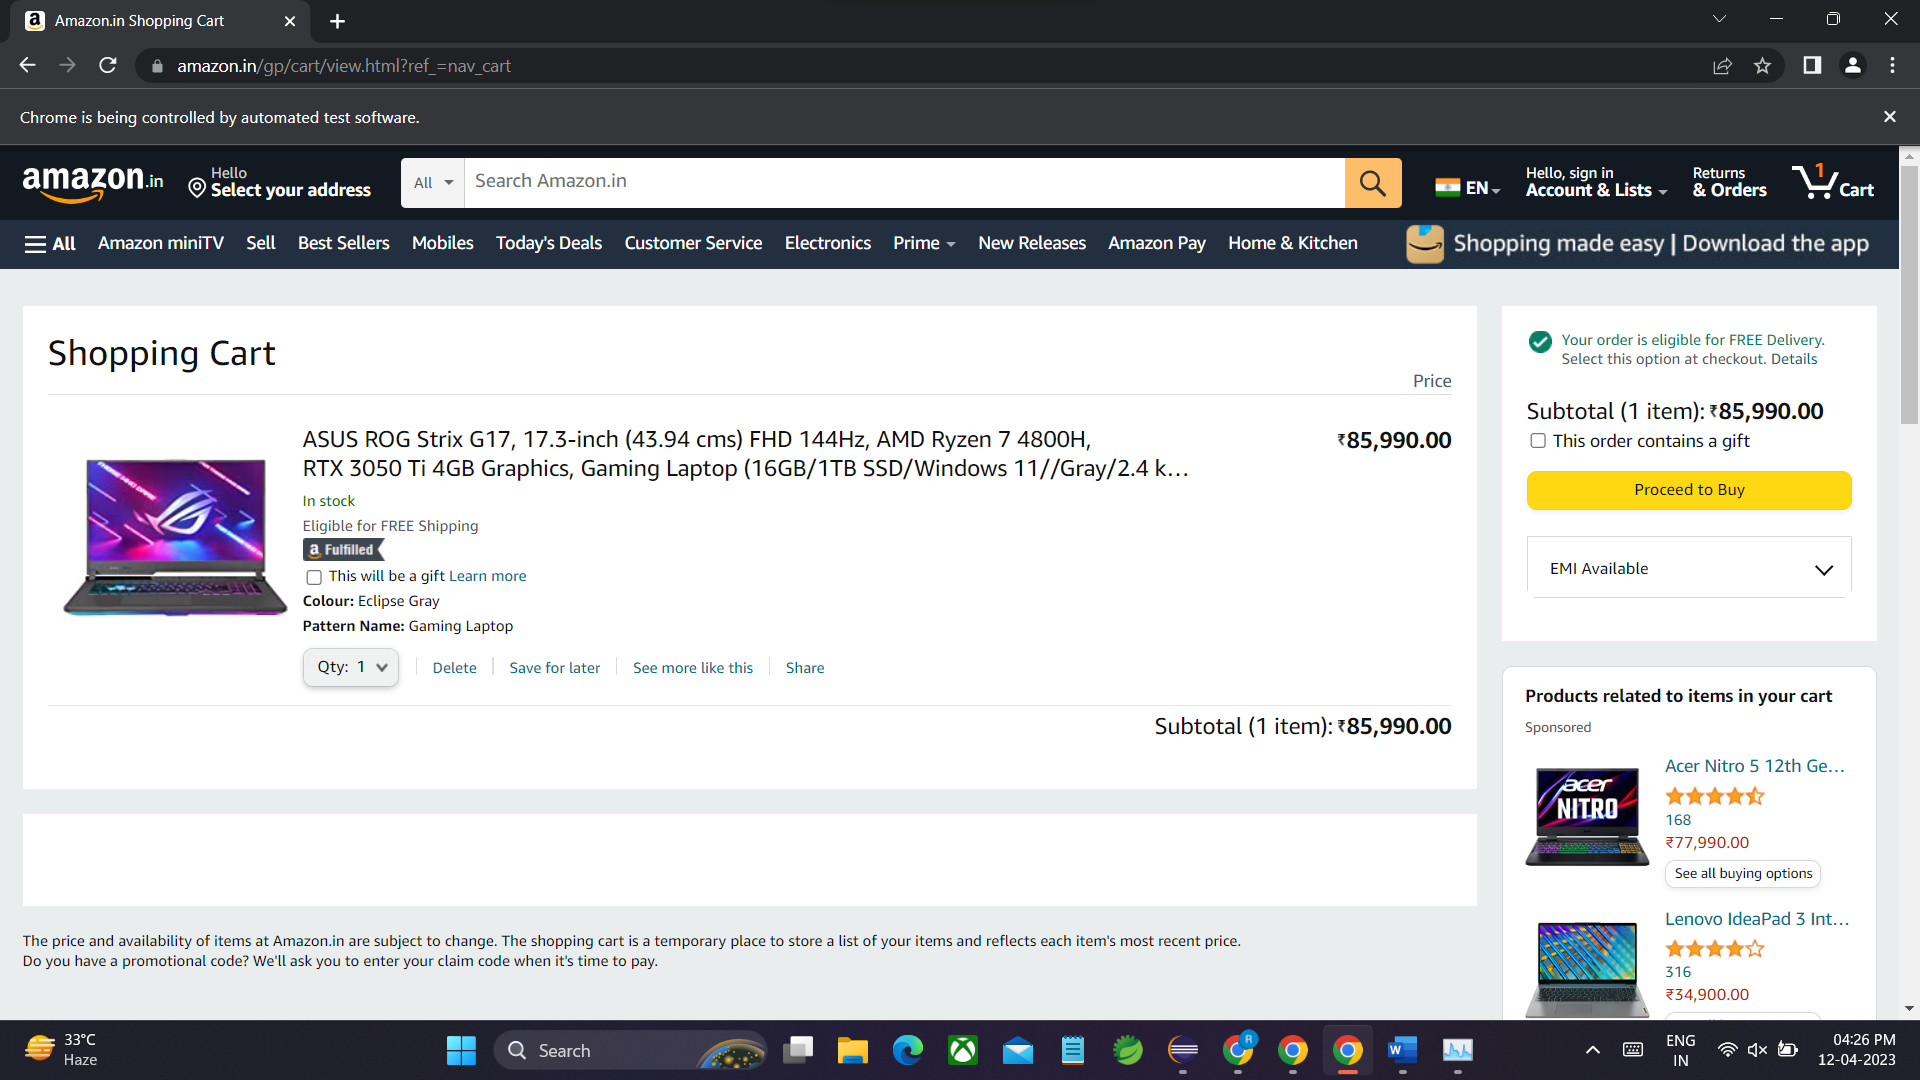 Amazon.in Shopping Cart
amazon.in/gp/cart/view.html?ref_=nav_cart
Chrome is being controlled by automated test software.
amazon.in
Hello
Select your address
All
Search Amazon.in
EN
Hello, sign in
Account & Lists
Returns
& Orders
1
Cart
All
Amazon miniTV
Sell
Best Sellers
Mobiles
Today's Deals
Customer Service
Electronics
Prime
New Releases
Amazon Pay
Home & Kitchen
Shopping made easy | Download the app
Shopping Cart
Price
ASUS ROG Strix G17, 17.3-inch (43.94 cms) FHD 144Hz, AMD Ryzen 7 4800H,
RTX 3050 Ti 4GB Graphics, Gaming Laptop (16GB/1TB SSD/Windows 11//Gray/2.4 k…
₹85,990.00
In stock
Eligible for FREE Shipping
a Fulfilled
This will be a gift Learn more
Colour: Eclipse Gray
Pattern Name: Gaming Laptop
Qty: 1
Delete
Save for later
See more like this
Share
Subtotal (1 item): ₹85,990.00
The price and availability of items at Amazon.in are subject to change. The shopping cart is a temporary place to store a list of your items and reflects each item's most recent price.
Do you have a promotional code? We'll ask you to enter your claim code when it's time to pay.
Your order is eligible for FREE Delivery.
Select this option at checkout. Details
Subtotal (1 item): ₹85,990.00
This order contains a gift
Proceed to Buy
EMI Available
Products related to items in your cart
Sponsored
acer
NITRO
Acer Nitro 5 12th Ge…
168
₹77,990.00
See all buying options
Lenovo IdeaPad 3 Int…
316
₹34,900.00
33°C
Haze
Search
R
W
ENG
IN
04:26 PM
12-04-2023